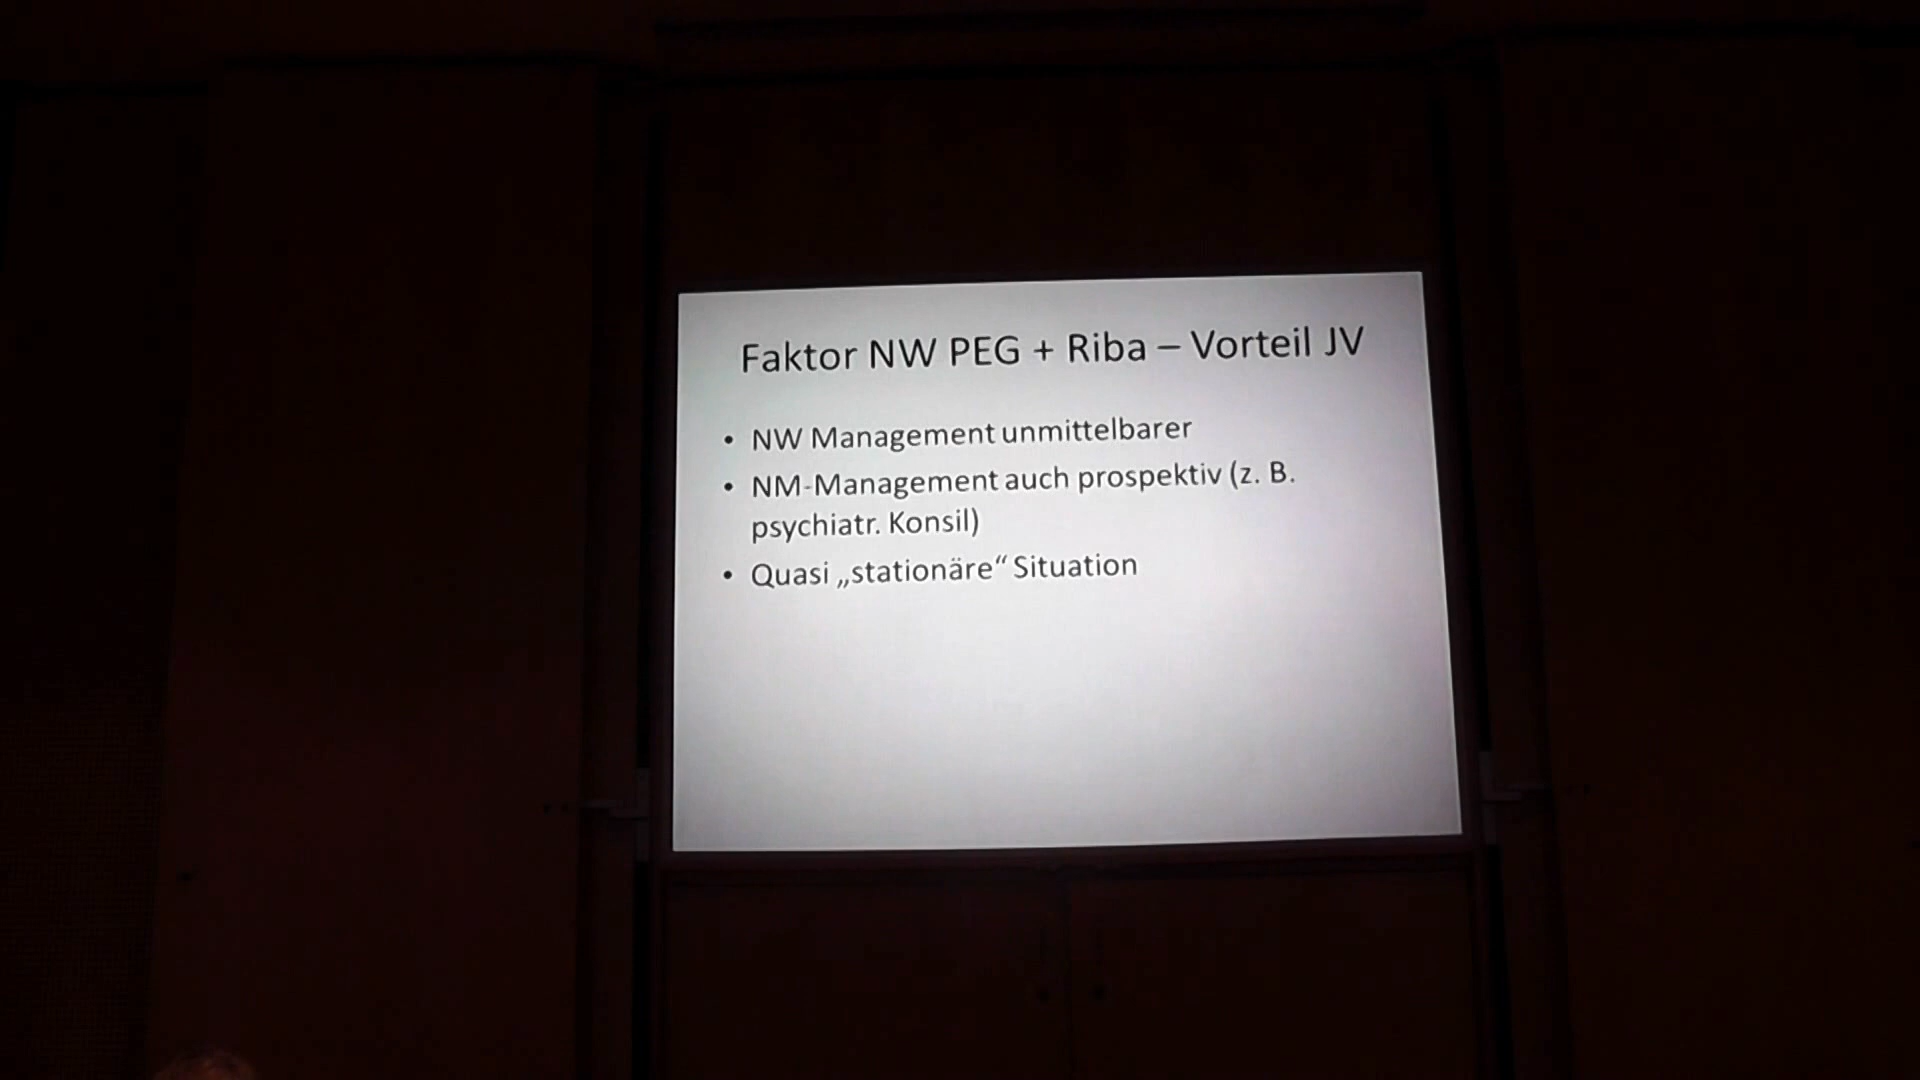 Faktor NW PEG + Riba – Vorteil JV
• NW Management unmittelbarer
• NM-Management auch prospektiv (z. B.
psychiatr. Konsil)
• Quasi „stationäre“ Situation